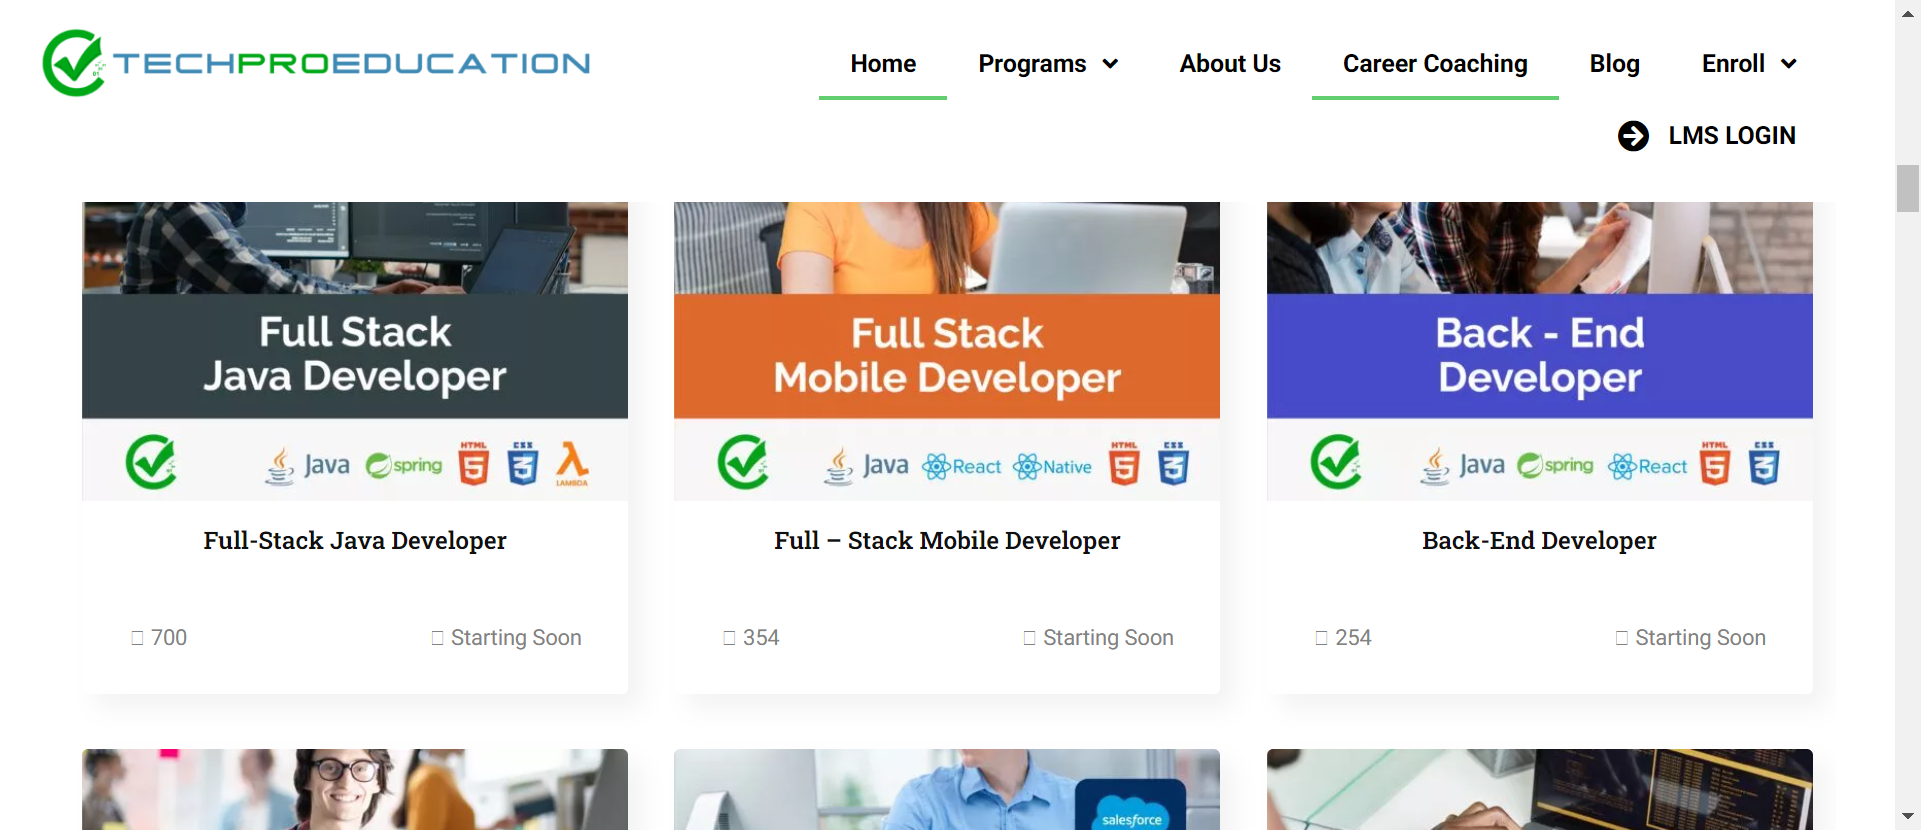 TECHPROEDUCATION
Home Programs About Us Career Coaching Blog Enroll
LMS LOGIN
Full Stack
Java Developer
Java spring HTML 5 CSS 3 LAMBDA
Full-Stack Java Developer
700 Starting Soon
Full Stack
Mobile Developer
Java React Native HTML 5 CSS 3
Full – Stack Mobile Developer
354 Starting Soon
Back - End
Developer
Java spring React HTML 5 CSS 3
Back-End Developer
254 Starting Soon
salesforce